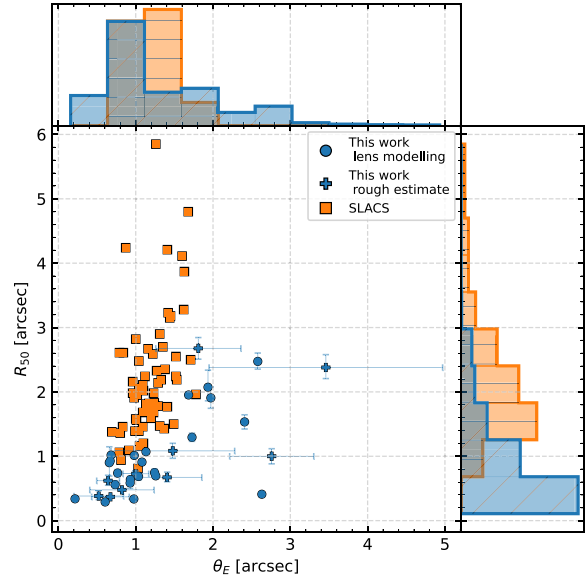 This work
lens modelling
This work
rough estimate
SLACS
6
5
4
3
2
1
0
R50 [arcsec]
0 1 2 3 4 5
θE [arcsec]